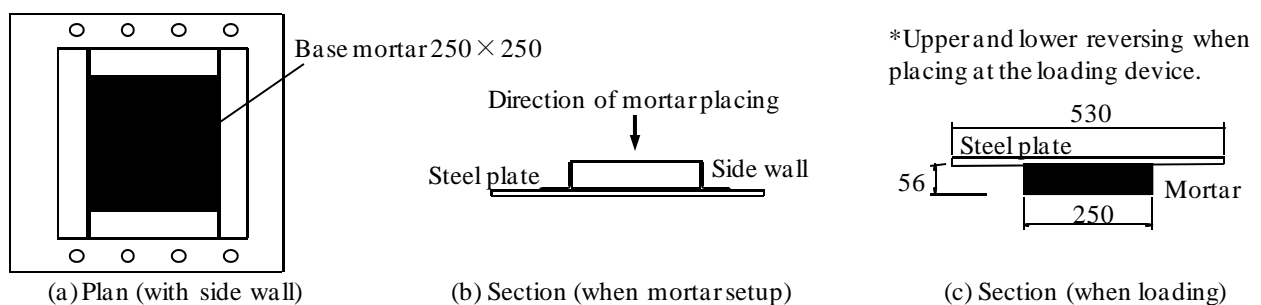 Base mortar 250×250
(a) Plan (with side wall)
Direction of mortar placing
Steel plate
Side wall
(b) Section (when mortar setup)
*Upper and lower reversing when
placing at the loading device.
530
Steel plate
56
Mortar
250
(c) Section (when loading)